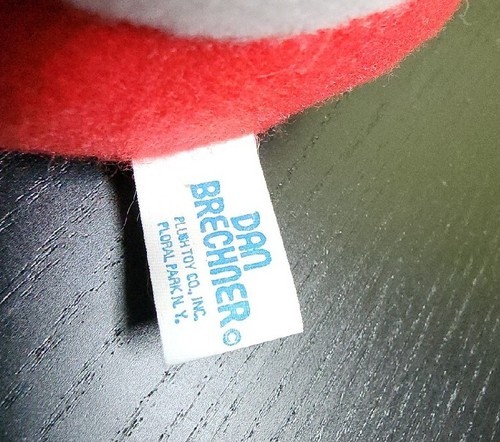 DAN
BRECHNER©
PLUSH TOY CO., INC.
FLORAL PARK N.Y.